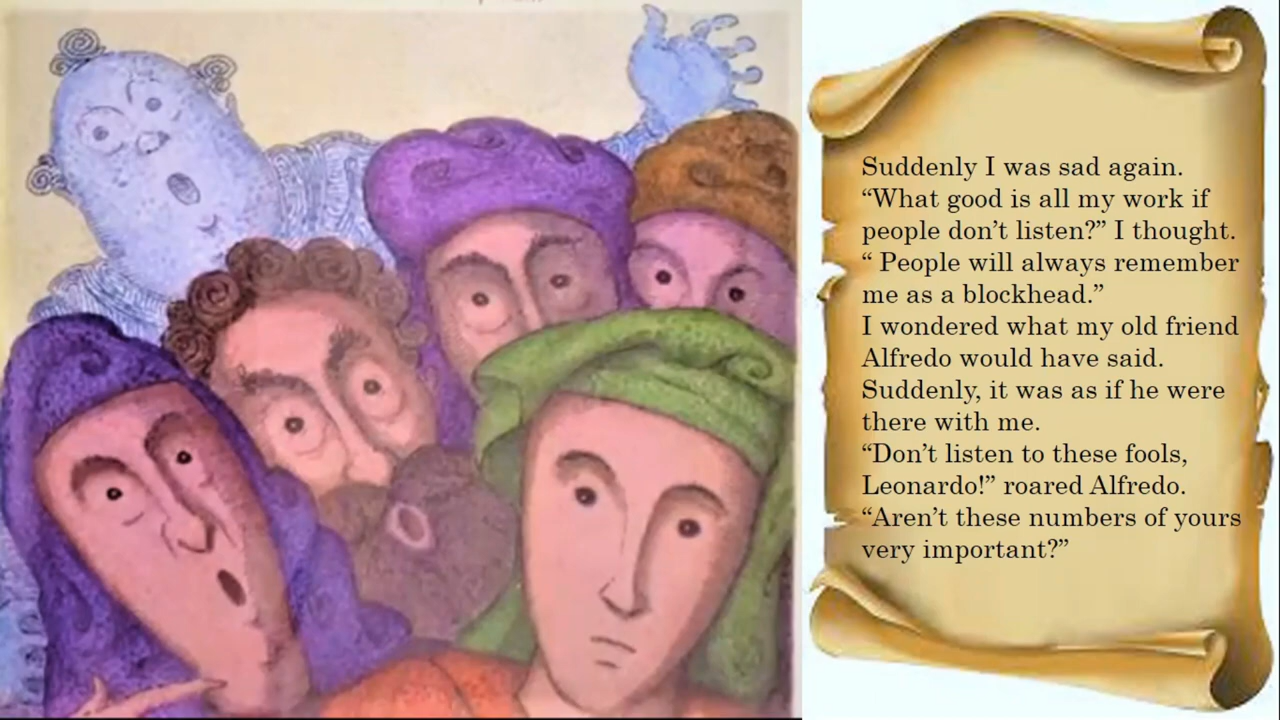 Suddenly I was sad again.
“What good is all my work if
people don’t listen?” I thought.
“ People will always remember
me as a blockhead.”
I wondered what my old friend
Alfredo would have said.
Suddenly, it was as if he were
there with me.
“Don’t listen to these fools,
Leonardo!” roared Alfredo.
“Aren’t these numbers of yours
very important?”